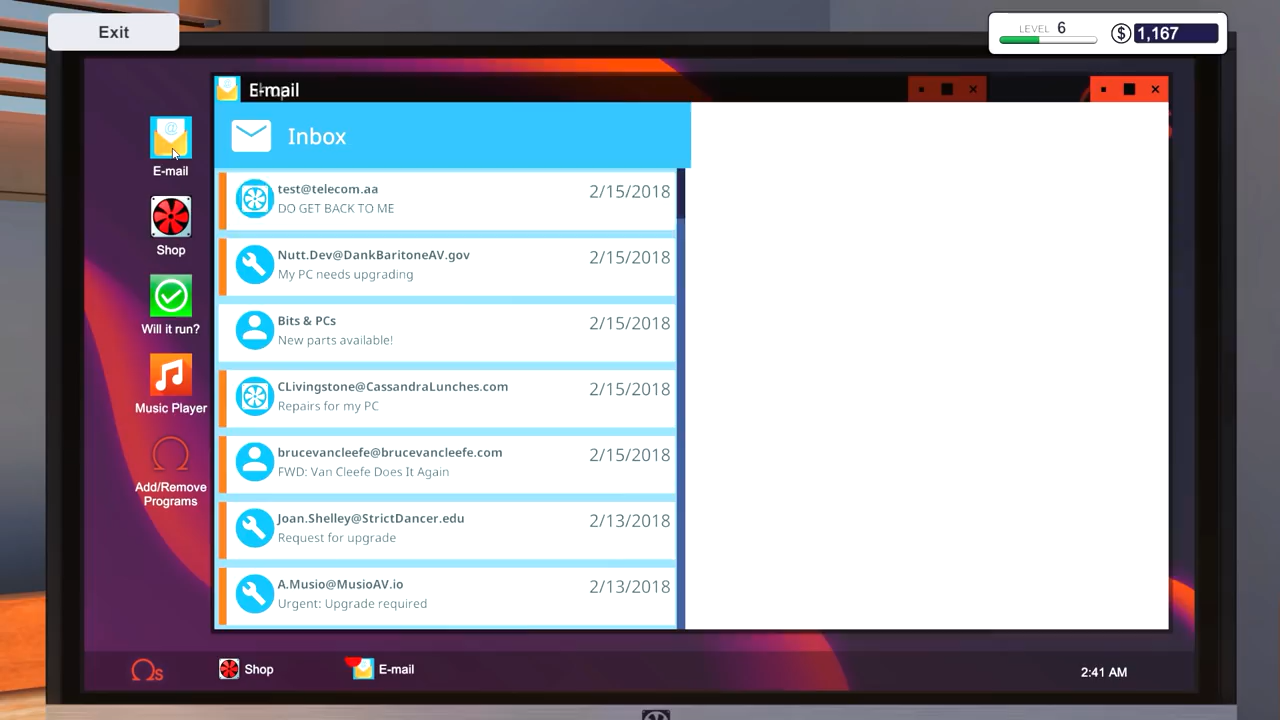 Exit
LEVEL 6
$ 1,167
E-mail
E-mail
Shop
Will it run?
Music Player
Add/Remove
Programs
Inbox
test@telecom.aa
2/15/2018
DO GET BACK TO ME
Nutt.Dev@DankBaritoneAV.gov
2/15/2018
My PC needs upgrading
Bits & PCs
2/15/2018
New parts available!
CLivingstone@CassandraLunches.com
2/15/2018
Repairs for my PC
brucevancleefe@brucevancleefe.com
2/15/2018
FWD: Van Cleefe Does It Again
Joan.Shelley@StrictDancer.edu
2/13/2018
Request for upgrade
A.Musio@MusioAV.io
2/13/2018
Urgent: Upgrade required
Ωs
Shop
E-mail
2:41 AM